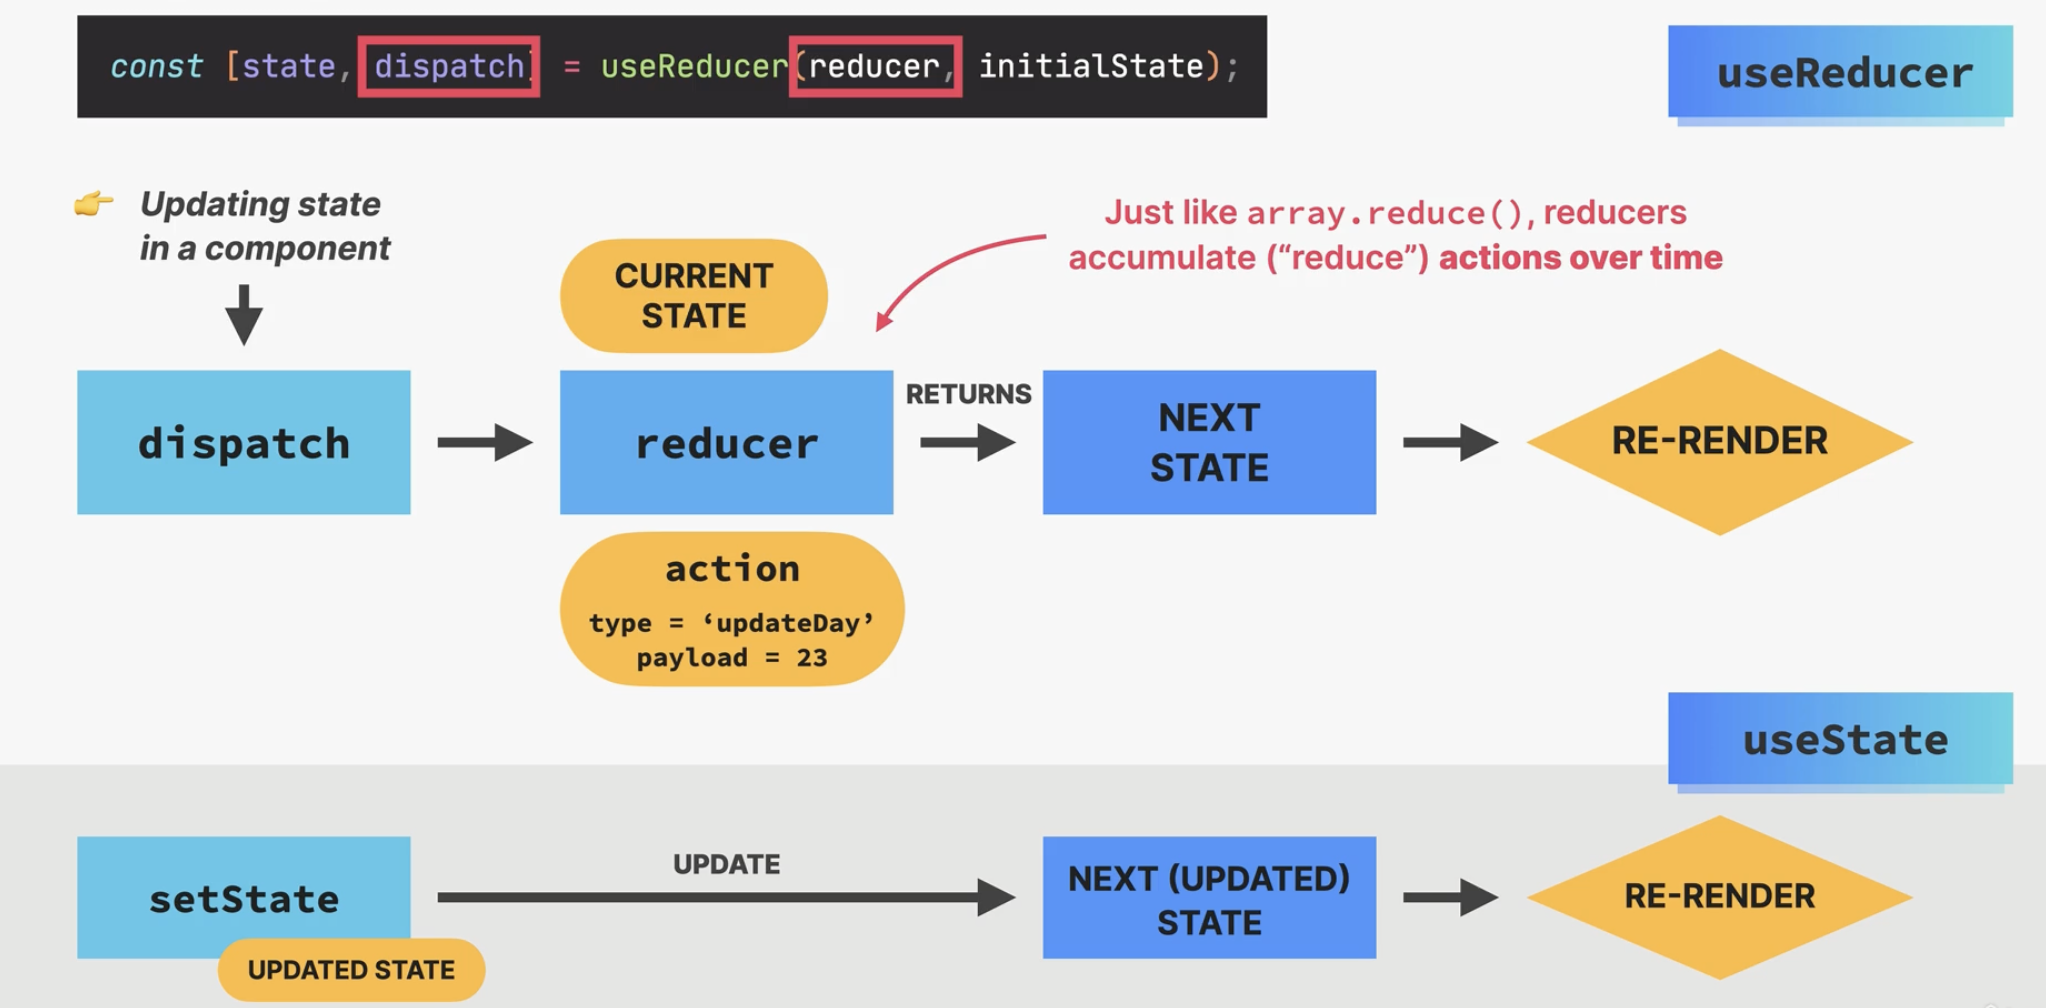 const [state, dispatch] = useReducer(reducer, initialState);
useReducer
👉 Updating state
in a component
Just like array.reduce(), reducers
accumulate (“reduce”) actions over time
CURRENT
STATE
dispatch
reducer
RETURNS
NEXT
STATE
RE-RENDER
action
type = ‘updateDay’
payload = 23
useState
setState
UPDATED STATE
UPDATE
NEXT (UPDATED)
STATE
RE-RENDER